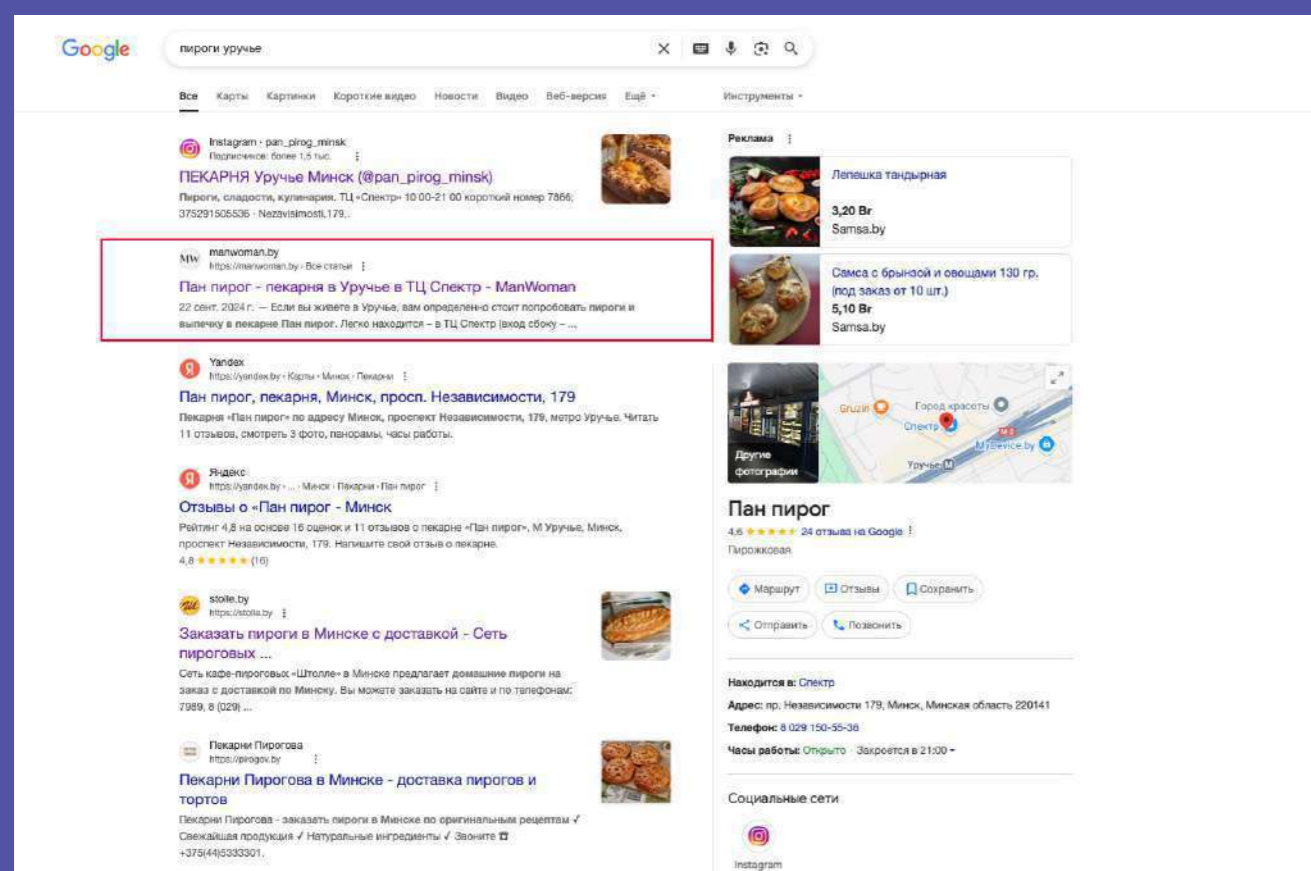 Google
пироги уручье
Все Карты Картинки Короткие видео Новости Видео Веб-версия Ещё
Инструменты
Instagram · pan_pirog_minsk
Подписчиков: более 1,5 тыс.
ПЕКАРНЯ Уручье Минск (@pan_pirog_minsk)
Пироги, сладости, кулинария. ТЦ «Спектр» 10:00-21:00 короткий номер 7866;
375291505536 · Nezavisimosti,179,.
MW
manwoman.by
https://manwoman.by › Все статьи
Пан пирог - пекарня в Уручье в ТЦ Спектр - ManWoman
22 сент. 2024 г. — Если вы живете в Уручье, вам определенно стоит попробовать пироги и
выпечку в пекарне Пан пирог. Легко находится – в ТЦ Спектр (вход сбоку – ...
Я
Yandex
https://yandex.by › Карты › Минск › Пекарни
Пан пирог, пекарня, Минск, просп. Независимости, 179
Пекарня «Пан пирог» по адресу Минск, проспект Независимости, 179, метро Уручье. Читать
11 отзывов, смотреть 3 фото, панорамы, часы работы.
Я
Яндекс
https://yandex.by › ... › Минск › Пекарни › Пан пирог
Отзывы о «Пан пирог - Минск
Рейтинг 4,8 на основе 16 оценок и 11 отзывов о пекарне «Пан пирог», М Уручье, Минск,
проспект Независимости, 179. Напишите свой отзыв о пекарне.
4,8 (16)
stolle.by
https://stolle.by
Заказать пироги в Минске с доставкой - Сеть
пироговых ...
Сеть кафе-пироговых «Штолле» в Минске предлагает домашние пироги на
заказ с доставкой по Минску. Вы можете заказать на сайте и по телефонам:
7989, 8 (029) ...
Пекарни Пирогова
https://pirogov.by
Пекарни Пирогова в Минске - доставка пирогов и
тортов
Пекарни Пирогова - заказать пироги в Минске по оригинальным рецептам ✓
Свежайшая продукция ✓ Натуральные ингредиенты ✓ Звоните ☎
+375(44)5333301.
Реклама
Лепешка тандырная
3,20 Br
Samsa.by
Самса с брынзой и овощами 130 гр.
(под заказ от 10 шт.)
5,10 Br
Samsa.by
Другие
фотографии
Gruzin
Город красоты
Спектр
M3
MyDevice.by
Уручье
Пан пирог
4,6 24 отзыва на Google
Пирожковая
Маршрут Отзывы Сохранить
Отправить Позвонить
Находится в: Спектр
Адрес: пр. Независимости 179, Минск, Минская область 220141
Телефон: 8 029 150-55-36
Часы работы: Открыто · Закроется в 21:00
Социальные сети
Instagram